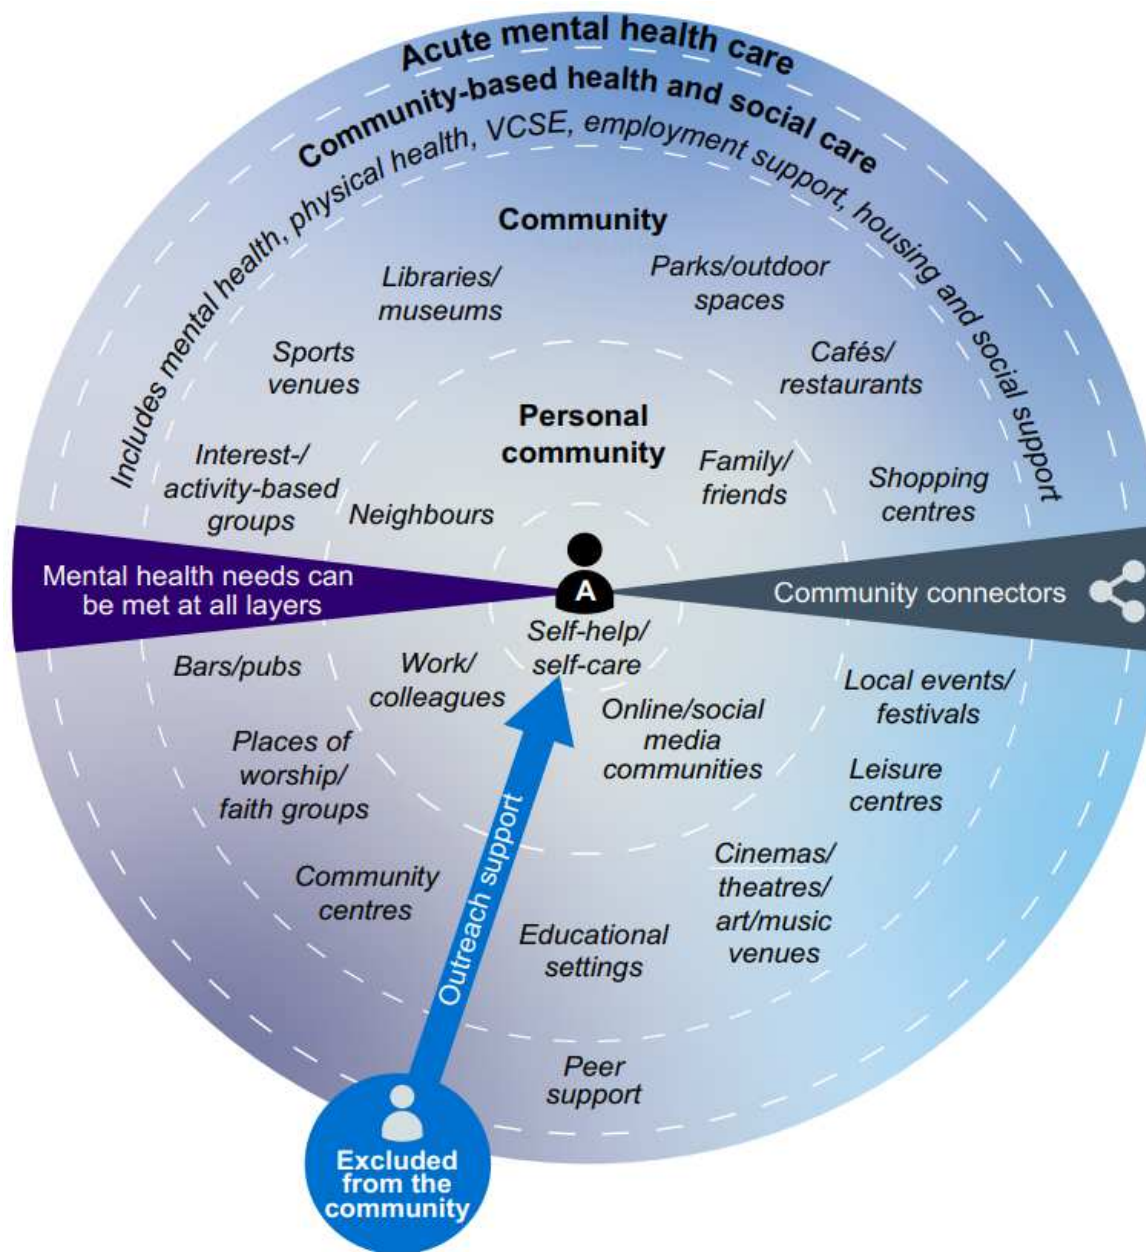 Acute mental health care
Community-based health and social care
Includes mental health, physical health, VCSE, employment support, housing and social support
Community
Libraries/
museums
Parks/outdoor
spaces
Sports
venues
Cafés/
restaurants
Personal
community
Interest-/
activity-based
groups
Neighbours
Family/
friends
Shopping
centres
Mental health needs can
be met at all layers
A
Community connectors
Self-help/
self-care
Bars/pubs
Work/
colleagues
Online/social
media
communities
Local events/
festivals
Places of
worship/
faith groups
Leisure
centres
Outreach support
Community
centres
Cinemas/
theatres/
art/music
venues
Educational
settings
Peer
support
Excluded
from the
community